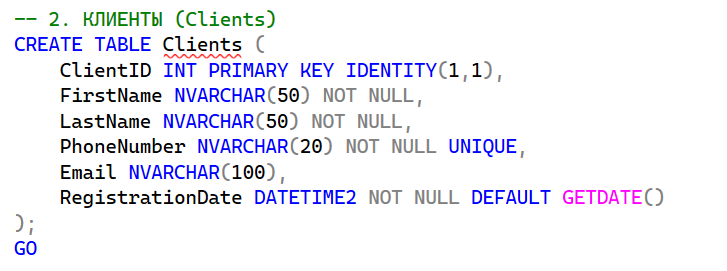 -- 2. КЛИЕНТЫ (Clients)
CREATE TABLE Clients (
    ClientID INT PRIMARY KEY IDENTITY(1,1),
    FirstName NVARCHAR(50) NOT NULL,
    LastName NVARCHAR(50) NOT NULL,
    PhoneNumber NVARCHAR(20) NOT NULL UNIQUE,
    Email NVARCHAR(100),
    RegistrationDate DATETIME2 NOT NULL DEFAULT GETDATE()
);
GO